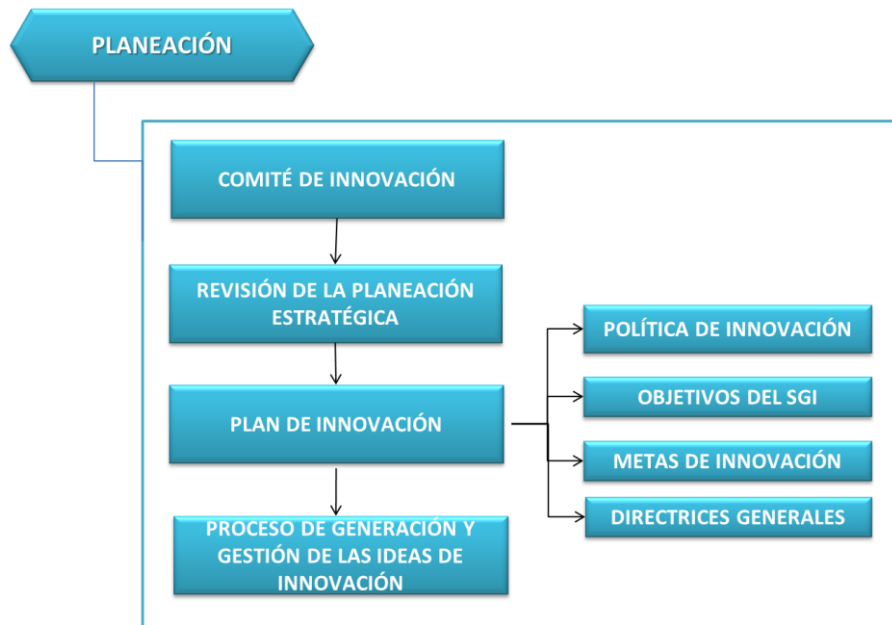 PLANEACIÓN
COMITÉ DE INNOVACIÓN
REVISIÓN DE LA PLANEACIÓN
ESTRATÉGICA
PLAN DE INNOVACIÓN
PROCESO DE GENERACIÓN Y
GESTIÓN DE LAS IDEAS DE
INNOVACIÓN
POLÍTICA DE INNOVACIÓN
OBJETIVOS DEL SGI
METAS DE INNOVACIÓN
DIRECTRICES GENERALES